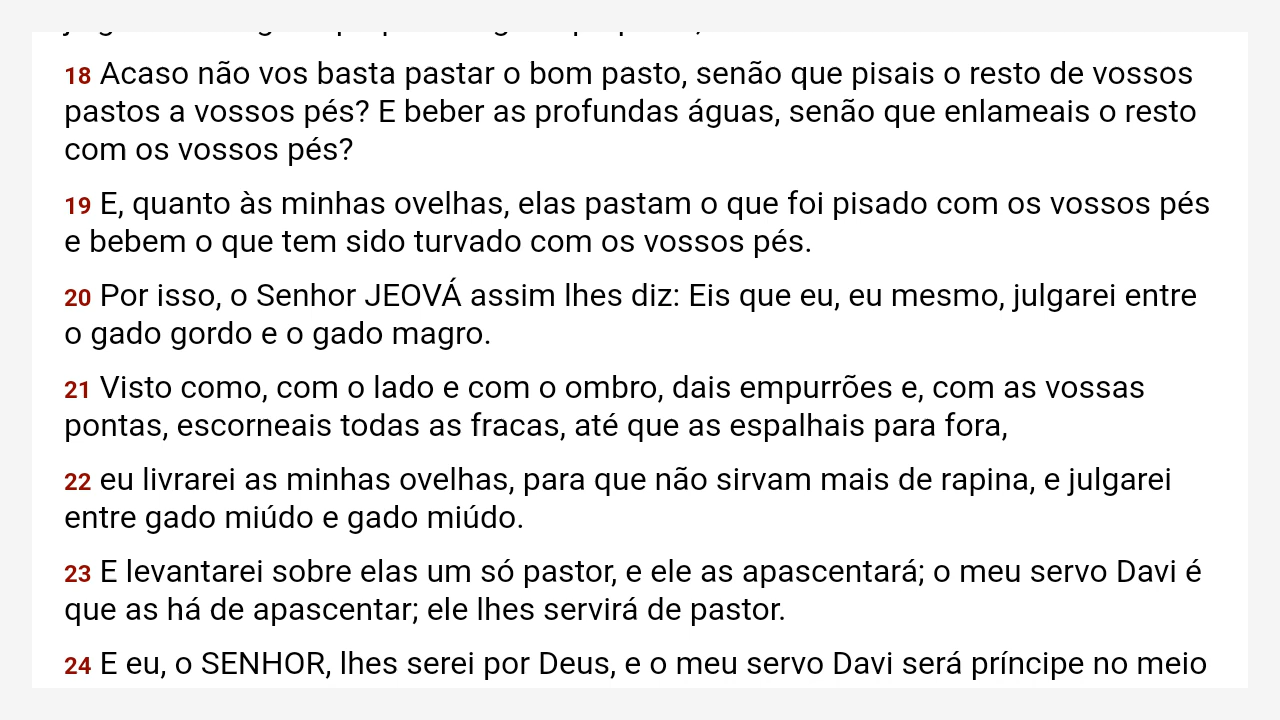 18 Acaso não vos basta pastar o bom pasto, senão que pisais o resto de vossos
pastos a vossos pés? E beber as profundas águas, senão que enlameais o resto
com os vossos pés?
19 E, quanto às minhas ovelhas, elas pastam o que foi pisado com os vossos pés
e bebem o que tem sido turvado com os vossos pés.
20 Por isso, o Senhor JEOVÁ assim lhes diz: Eis que eu, eu mesmo, julgarei entre
o gado gordo e o gado magro.
21 Visto como, com o lado e com o ombro, dais empurrões e, com as vossas
pontas, escorneais todas as fracas, até que as espalhais para fora,
22 eu livrarei as minhas ovelhas, para que não sirvam mais de rapina, e julgarei
entre gado miúdo e gado miúdo.
23 E levantarei sobre elas um só pastor, e ele as apascentará; o meu servo Davi é
que as há de apascentar; ele lhes servirá de pastor.
24 E eu, o SENHOR, lhes serei por Deus, e o meu servo Davi será príncipe no meio